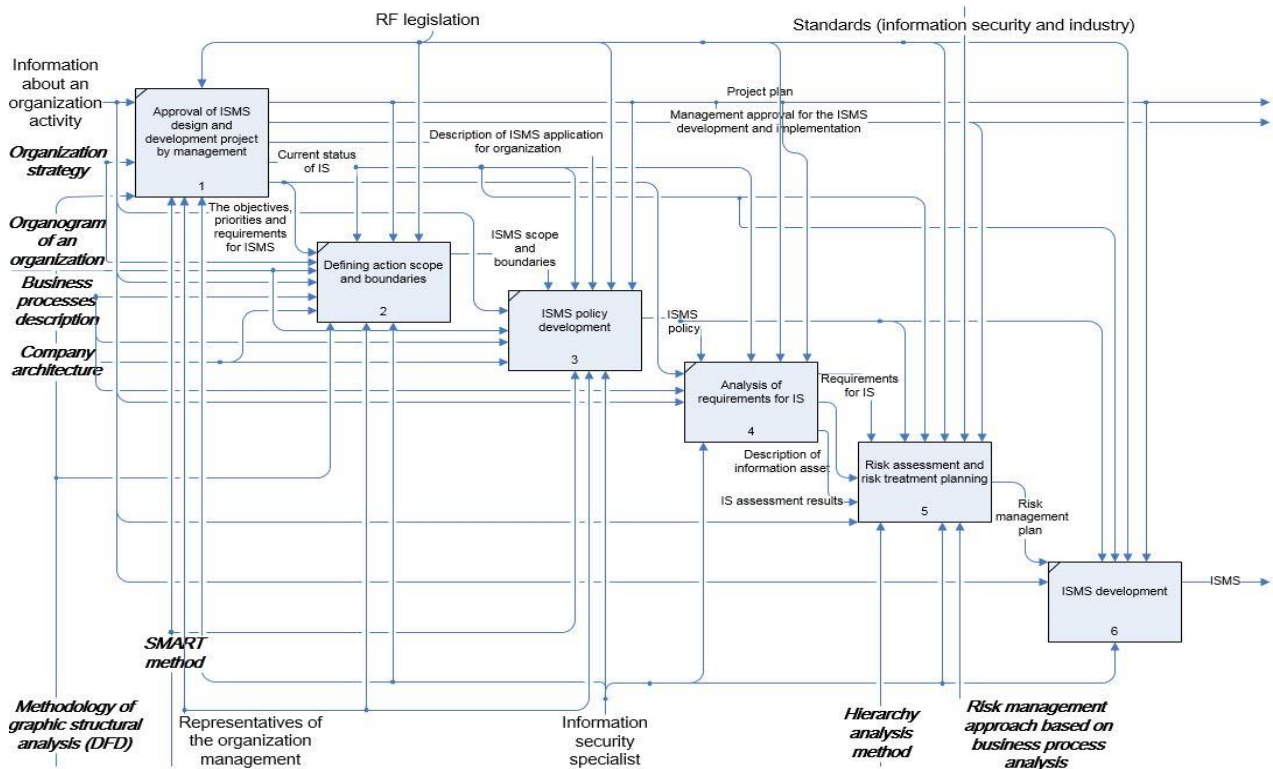 RF legislation
Standards (information security and industry)
Information
about an
organization
activity
Approval of ISMS
design and
development project
by management
1
Project plan
Management approval for the ISMS
development and implementation
Description of ISMS application
for organization
Organization
strategy
Current status
of IS
The objectives,
priorities and
requirements
for ISMS
Organogram
of an
organization
Defining action scope
and boundaries
2
ISMS scope
and
boundaries
Business
processes
description
ISMS policy
development
3
ISMS
policy
Company
architecture
Analysis of
requirements for IS
4
Requirements
for IS
Description of
information asset
IS assessment results
Risk assessment and
risk treatment planning
5
Risk
management
plan
ISMS development
6
ISMS
SMART
method
Methodology of
graphic structural
analysis (DFD)
Representatives of
the organization
management
Information
security
specialist
Hierarchy
analysis
method
Risk management
approach based on
business process
analysis